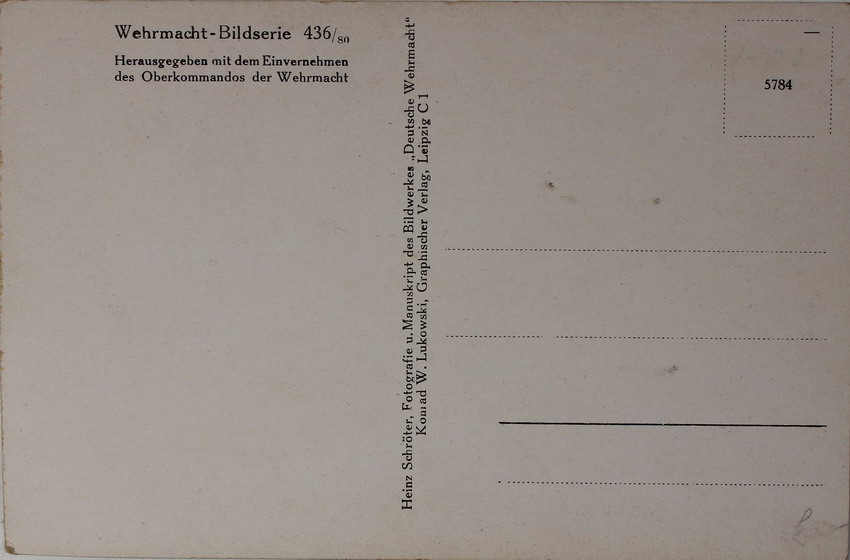 Wehrmacht-Bildserie 436/80
Herausgegeben mit dem Einvernehmen
des Oberkommandos der Wehrmacht
Heinz Schröter, Fotografie u. Manuskript des Bildwerkes „Deutsche Wehrmacht“
Konrad W. Lukowski, Graphischer Verlag, Leipzig C 1
5784